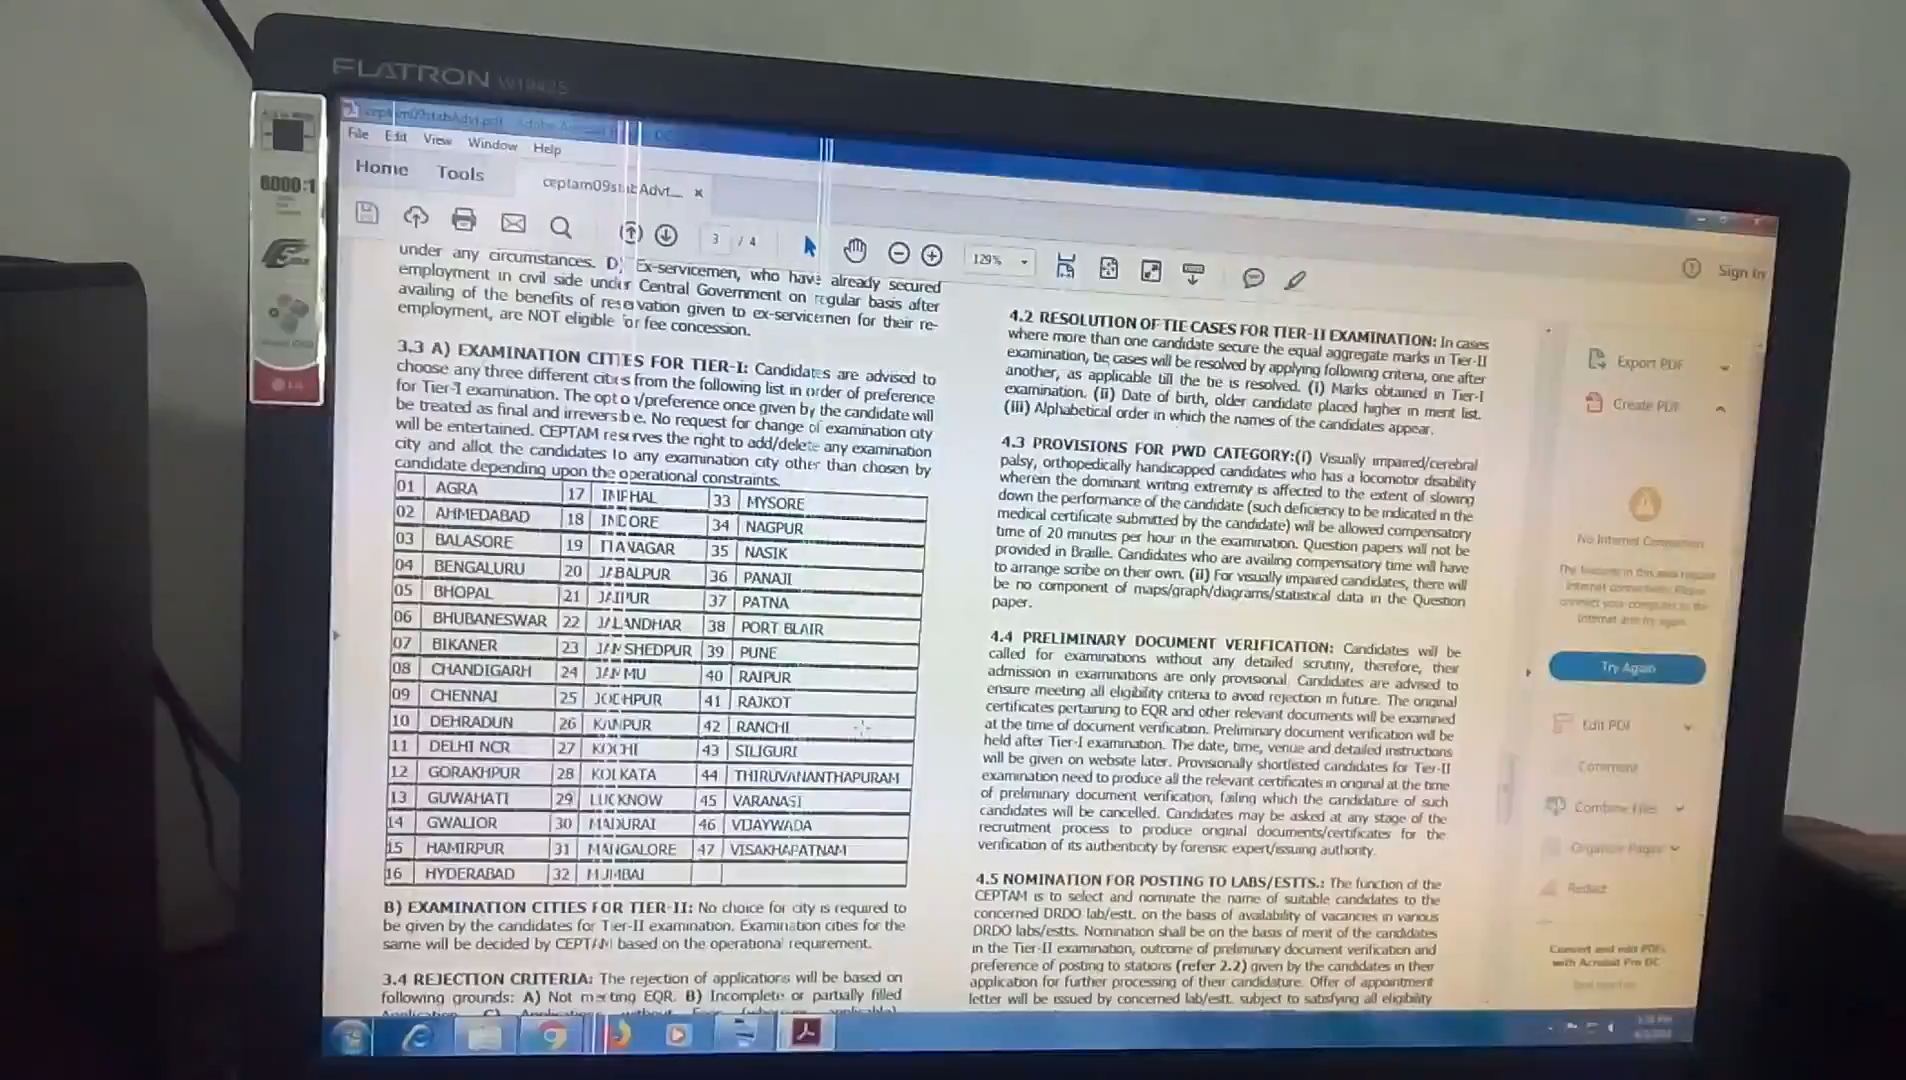 FLATRON W1942S
6000:1
File Edit View Window Help
Home Tools ceptam09stabAdvt... ×
3 / 4 129% Sign In
under any circumstances. D) Ex-servicemen, who have already secured
employment in civil side under Central Government on regular basis after
availing of the benefits of reservation given to ex-servicemen for their re-
employment, are NOT eligible for fee concession.
3.3 A) EXAMINATION CITIES FOR TIER-I: Candidates are advised to
choose any three different cities from the following list in order of preference
for Tier-I examination. The option/preference once given by the candidate will
be treated as final and irreversible. No request for change of examination city
will be entertained. CEPTAM reserves the right to add/delete any examination
city and allot the candidates to any examination city other than chosen by
candidate depending upon the operational constraints.
01 AGRA 17 IMPHAL 33 MYSORE
02 AHMEDABAD 18 INDORE 34 NAGPUR
03 BALASORE 19 ITANAGAR 35 NASIK
04 BENGALURU 20 JABALPUR 36 PANAJI
05 BHOPAL 21 JAIPUR 37 PATNA
06 BHUBANESWAR 22 JALANDHAR 38 PORT BLAIR
07 BIKANER 23 JAMSHEDPUR 39 PUNE
08 CHANDIGARH 24 JAMMU 40 RAIPUR
09 CHENNAI 25 JODHPUR 41 RAJKOT
10 DEHRADUN 26 KANPUR 42 RANCHI
11 DELHI NCR 27 KOCHI 43 SILIGURI
12 GORAKHPUR 28 KOLKATA 44 THIRUVANANTHAPURAM
13 GUWAHATI 29 LUCKNOW 45 VARANASI
14 GWALIOR 30 MADURAI 46 VIJAYWADA
15 HAMIRPUR 31 MANGALORE 47 VISAKHAPATNAM
16 HYDERABAD 32 MUMBAI
B) EXAMINATION CITIES FOR TIER-II: No choice for city is required to
be given by the candidates for Tier-II examination. Examination cities for the
same will be decided by CEPTAM based on the operational requirement.
3.4 REJECTION CRITERIA: The rejection of applications will be based on
following grounds: A) Not meeting EQR. B) Incomplete or partially filled
4.2 RESOLUTION OF TIE CASES FOR TIER-II EXAMINATION: In cases
where more than one candidate secure the equal aggregate marks in Tier-II
examination, tie cases will be resolved by applying following criteria, one after
another, as applicable till the tie is resolved. (i) Marks obtained in Tier-I
examination. (ii) Date of birth, older candidate placed higher in merit list.
(iii) Alphabetical order in which the names of the candidates appear.
4.3 PROVISIONS FOR PWD CATEGORY:(i) Visually impaired/cerebral
palsy, orthopedically handicapped candidates who has a locomotor disability
wherein the dominant writing extremity is affected to the extent of slowing
down the performance of the candidate (such deficiency to be indicated in the
medical certificate submitted by the candidate) will be allowed compensatory
time of 20 minutes per hour in the examination. Question papers will not be
provided in Braille. Candidates who are availing compensatory time will have
to arrange scribe on their own. (ii) For visually impaired candidates, there will
be no component of maps/graph/diagrams/statistical data in the Question
paper.
4.4 PRELIMINARY DOCUMENT VERIFICATION: Candidates will be
called for examinations without any detailed scrutiny, therefore, their
admission in examinations are only provisional. Candidates are advised to
ensure meeting all eligibility criteria to avoid rejection in future. The original
certificates pertaining to EQR and other relevant documents will be examined
at the time of document verification. Preliminary document verification will be
held after Tier-I examination. The date, time, venue and detailed instructions
will be given on website later. Provisionally shortlisted candidates for Tier-II
examination need to produce all the relevant certificates in original at the time
of preliminary document verification, failing which the candidature of such
candidates will be cancelled. Candidates may be asked at any stage of the
recruitment process to produce original documents/certificates for the
verification of its authenticity by forensic expert/issuing authority.
4.5 NOMINATION FOR POSTING TO LABS/ESTTS.: The function of the
CEPTAM is to select and nominate the name of suitable candidates to the
concerned DRDO lab/estt. on the basis of availability of vacancies in various
DRDO labs/estts. Nomination shall be on the basis of merit of the candidates
in the Tier-II examination, outcome of preliminary document verification and
preference of posting to stations (refer 2.2) given by the candidates in their
application for further processing of their candidature. Offer of appointment
letter will be issued by concerned lab/estt. subject to satisfying all eligibility
Export PDF
Create PDF
No Internet Connection
The features in this area require
internet connectivity. Please
connect your computer to the
internet and try again.
Try Again
Edit PDF
Comment
Combine Files
Organize Pages
Redact
Convert and edit PDFs
with Acrobat Pro DC